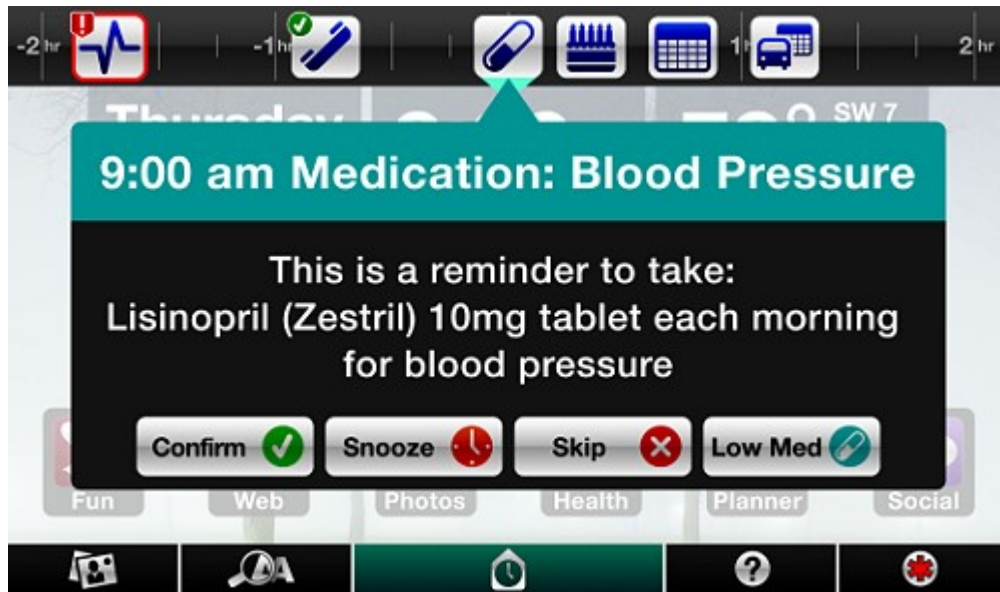 -2 hr -1 hr 1 2 hr
Thursday SW 7
9:00 am Medication: Blood Pressure
This is a reminder to take:
Lisinopril (Zestril) 10mg tablet each morning
for blood pressure
Confirm Snooze Skip Low Med
Fun Web Photos Health Planner Social
A ?